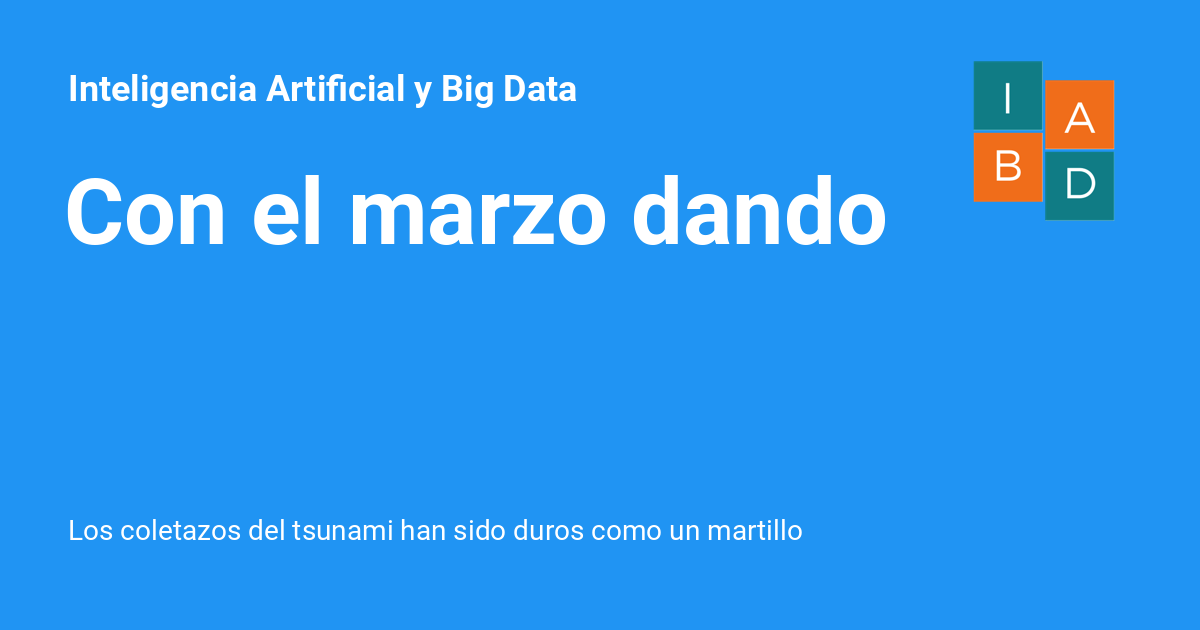 Inteligencia Artificial y Big Data
I A
B D
Con el marzo dando
Los coletazos del tsunami han sido duros como un martillo